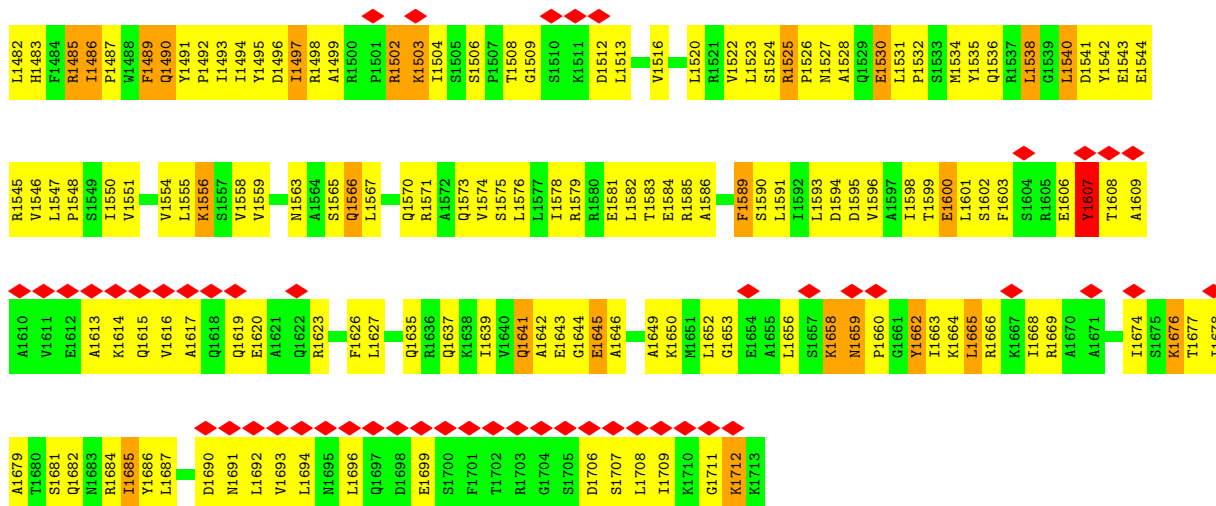 L1482 H1483 F1484 R1485 I1486 P1487 W1488 F1489 Q1490 Y1491 P1492 I1493 I1494 Y1495 D1496 I1497 R1498 A1499 R1500 P1501 R1502 K1503 I1504 S1505 S1506 P1507 T1508 G1509 S1510 K1511 D1512 L1513 V1516 L1520 R1521 V1522 L1523 S1524 R1525 P1526 N1527 A1528 Q1529 E1530 L1531 P1532 S1533 M1534 Y1535 Q1536 R1537 L1538 G1539 L1540 D1541 Y1542 E1543 E1544
R1545 V1546 L1547 P1548 S1549 I1550 V1551 V1554 L1555 K1556 S1557 V1558 V1559 N1563 A1564 S1565 Q1566 L1567 Q1570 R1571 A1572 Q1573 V1574 S1575 L1576 L1577 I1578 R1579 R1580 E1581 L1582 T1583 E1584 R1585 A1586 F1589 S1590 L1591 I1592 L1593 D1594 D1595 V1596 A1597 I1598 T1599 E1600 L1601 S1602 F1603 S1604 R1605 E1606 Y1607 T1608 A1609
A1610 V1611 E1612 A1613 K1614 Q1615 V1616 A1617 Q1618 Q1619 E1620 A1621 Q1622 R1623 F1626 L1627 Q1635 R1636 Q1637 K1638 I1639 V1640 Q1641 A1642 E1643 G1644 E1645 A1646 A1649 K1650 M1651 L1652 G1653 E1654 A1655 L1656 S1657 K1658 N1659 P1660 G1661 Y1662 I1663 K1664 L1665 R1666 K1667 I1668 R1669 A1670 A1671 I1674 S1675 K1676 T1677 I1678
A1679 T1680 S1681 Q1682 N1683 R1684 I1685 Y1686 L1687 D1690 N1691 L1692 V1693 L1694 N1695 L1696 Q1697 D1698 E1699 S1700 F1701 T1702 R1703 G1704 S1705 D1706 S1707 L1708 I1709 K1710 G1711 K1712 K1713